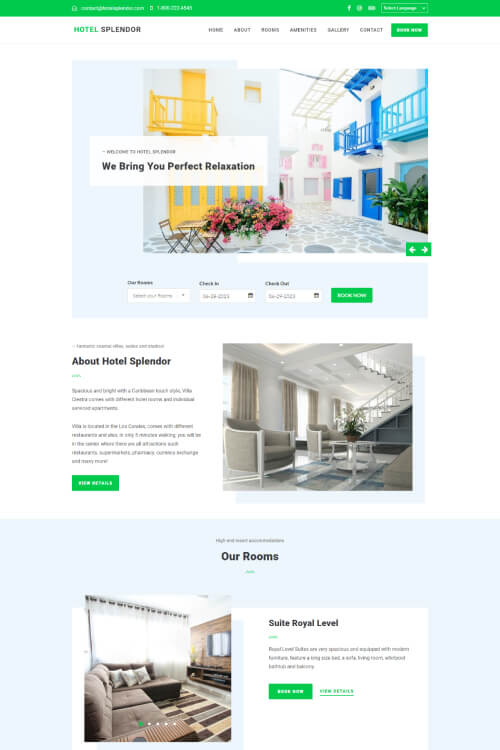 contact@hotelsplendor.com 1-800-222-4545
Select Language
HOTEL SPLENDOR
HOME ABOUT ROOMS AMENITIES GALLERY CONTACT BOOK NOW
— WELCOME TO HOTEL SPLENDOR
We Bring You Perfect Relaxation
Our Rooms Check In Check Out
Select your Rooms 06-28-2023 06-29-2023 BOOK NOW
— fantastic coastal villas, suites and studios!
About Hotel Splendor
Spacious and bright with a Caribbean touch style, Villa
Cientra comes with different hotel rooms and individual
serviced apartments.
Villa is located in the Los Corales, comes with different
restaurants and also, in only 5 minutes walking, you will be
in the center where there are all attractions such
restaurants, supermarkets, pharmacy, currency exchange
and many more!
VIEW DETAILS
High-end resort accommodations
Our Rooms
Suite Royal Level
Royal Level Suites are very spacious and equipped with modern
furniture, feature a king size bed, a sofa, living room, whirlpool
bathtub and balcony.
BOOK NOW VIEW DETAILS